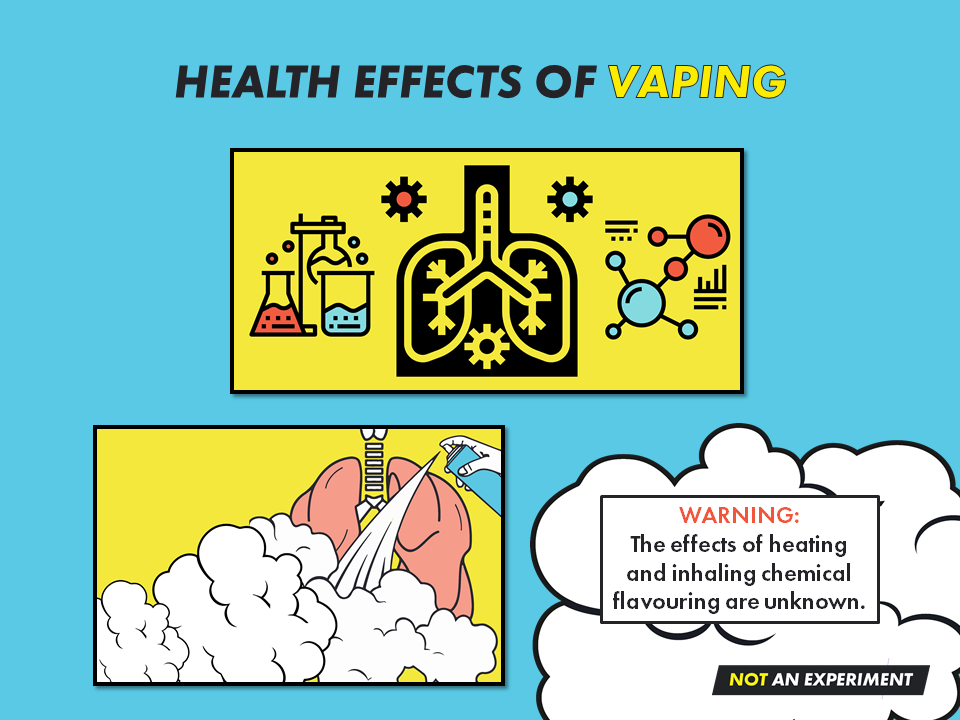 HEALTH EFFECTS OF VAPING
WARNING:
The effects of heating
and inhaling chemical
flavouring are unknown.
NOT AN EXPERIMENT